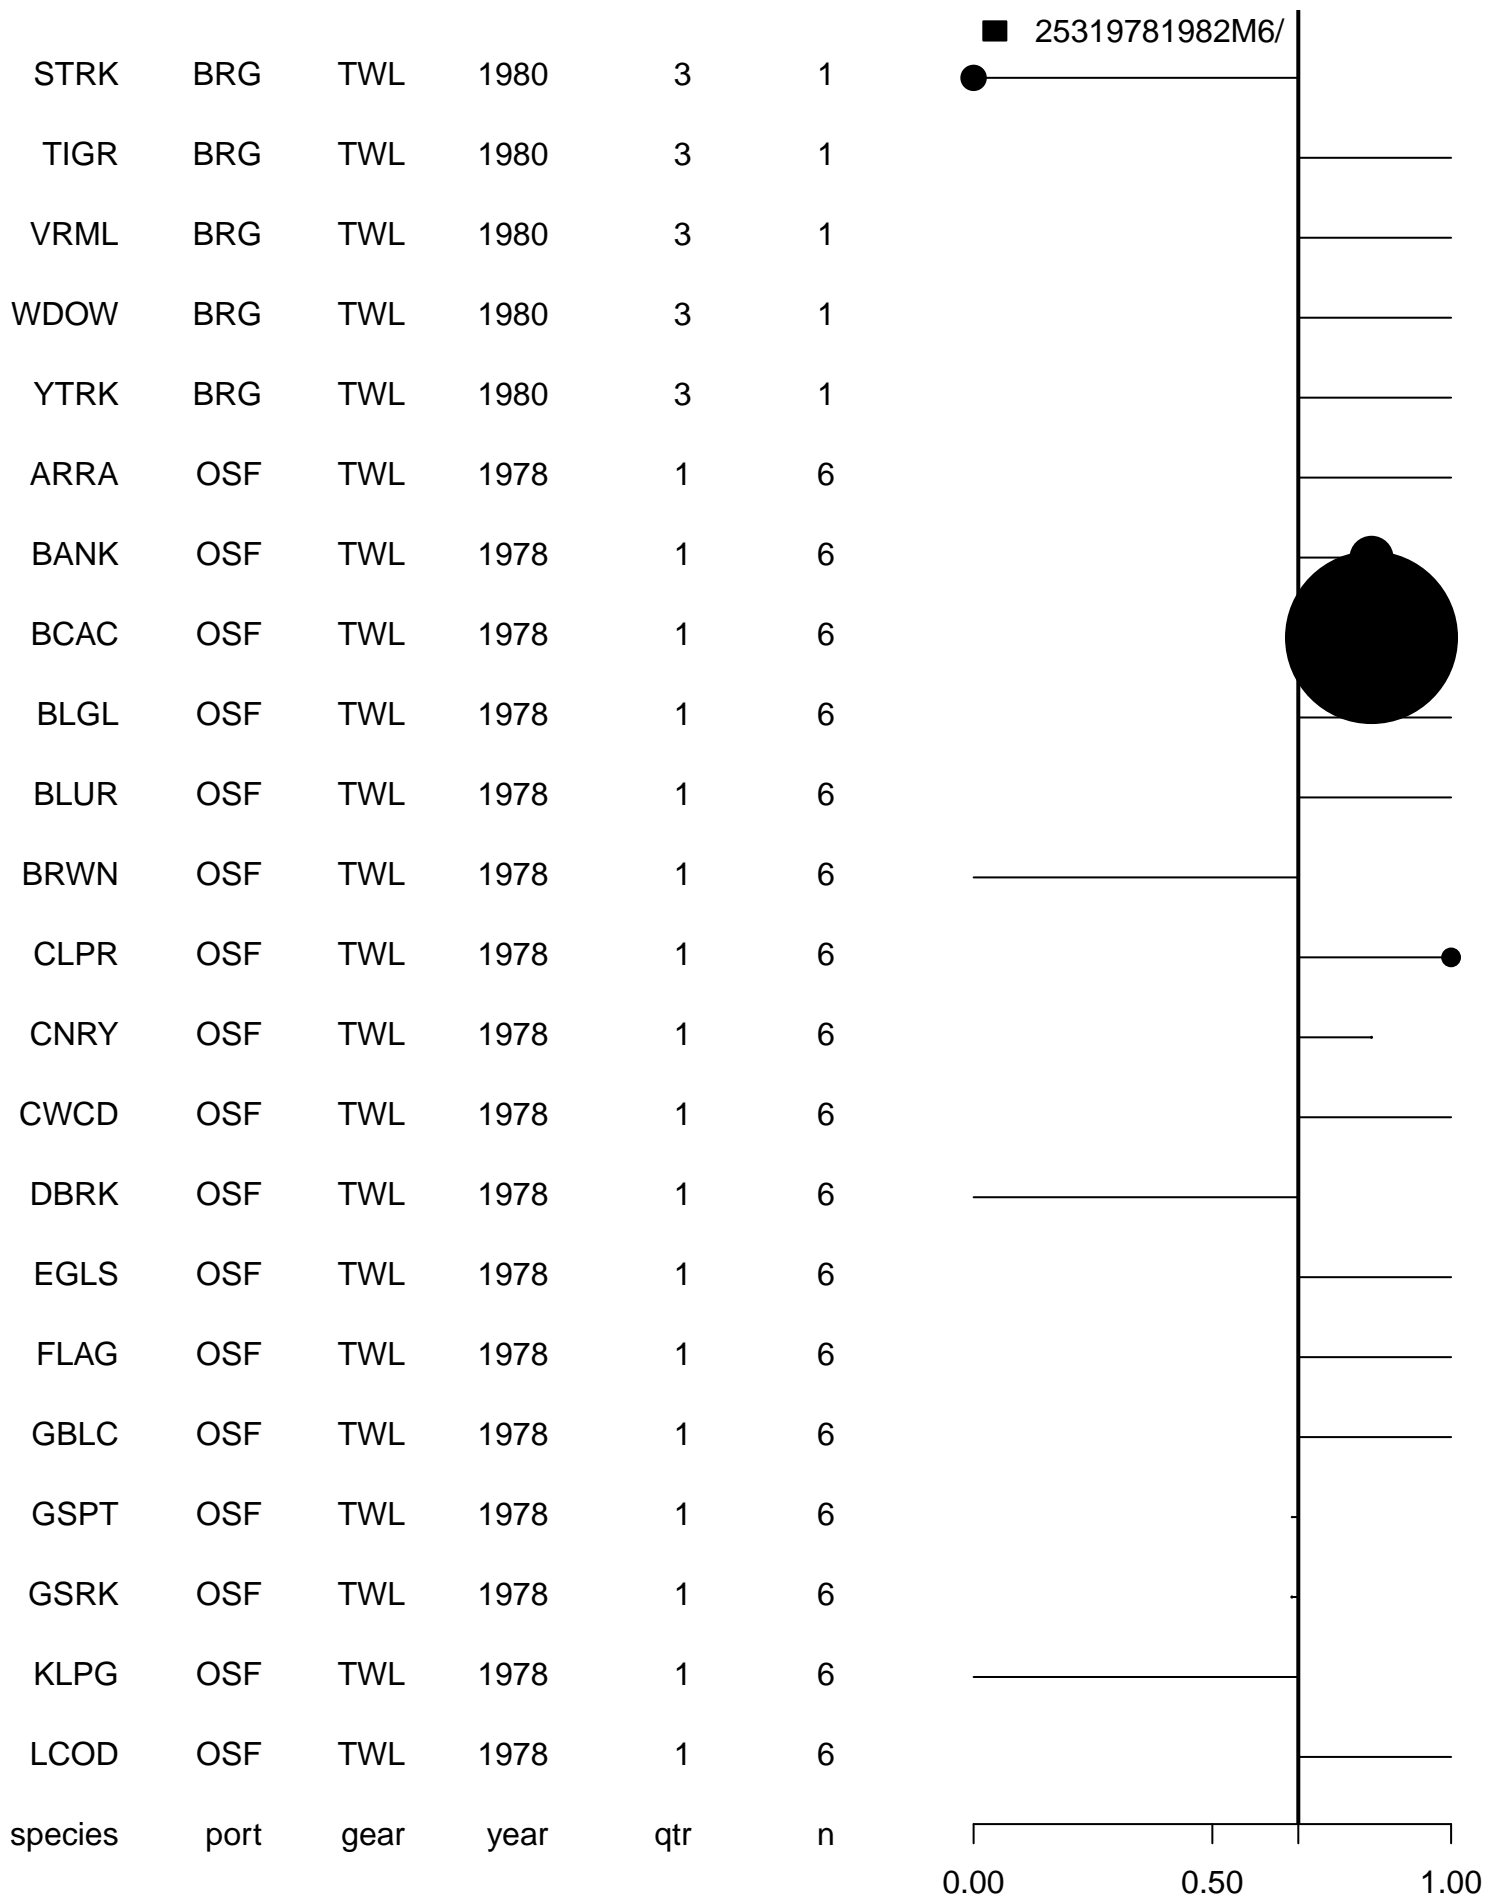 25319781982M6/
STRK BRG TWL 1980 3 1
TIGR BRG TWL 1980 3 1
VRML BRG TWL 1980 3 1
WDOW BRG TWL 1980 3 1
YTRK BRG TWL 1980 3 1
ARRA OSF TWL 1978 1 6
BANK OSF TWL 1978 1 6
BCAC OSF TWL 1978 1 6
BLGL OSF TWL 1978 1 6
BLUR OSF TWL 1978 1 6
BRWN OSF TWL 1978 1 6
CLPR OSF TWL 1978 1 6
CNRY OSF TWL 1978 1 6
CWCD OSF TWL 1978 1 6
DBRK OSF TWL 1978 1 6
EGLS OSF TWL 1978 1 6
FLAG OSF TWL 1978 1 6
GBLC OSF TWL 1978 1 6
GSPT OSF TWL 1978 1 6
GSRK OSF TWL 1978 1 6
KLPG OSF TWL 1978 1 6
LCOD OSF TWL 1978 1 6
species port gear year qtr n
0.00 0.50 1.00